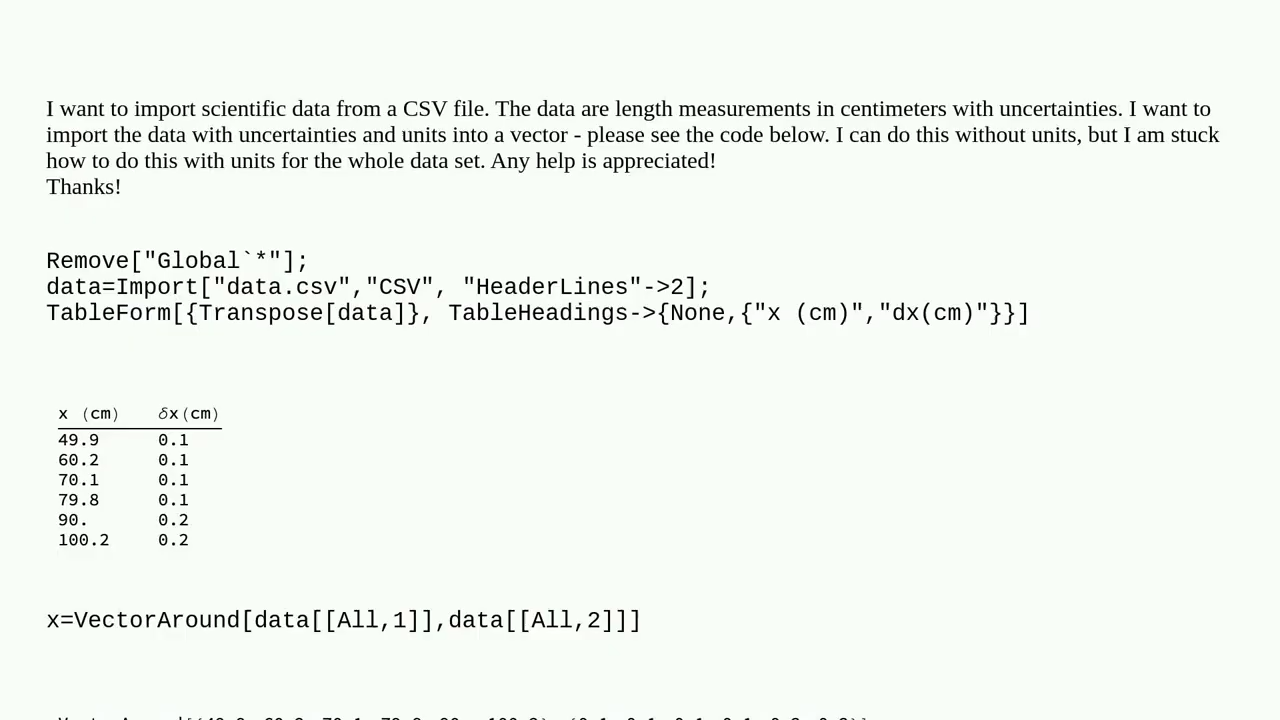 I want to import scientific data from a CSV file. The data are length measurements in centimeters with uncertainties. I want to
import the data with uncertainties and units into a vector - please see the code below. I can do this without units, but I am stuck
how to do this with units for the whole data set. Any help is appreciated!
Thanks!
Remove["Global`*"];
data=Import["data.csv","CSV", "HeaderLines"->2];
TableForm[{Transpose[data]}, TableHeadings->{None,{"x (cm)","dx(cm)"}}]
x (cm) δx(cm)
49.9 0.1
60.2 0.1
70.1 0.1
79.8 0.1
90. 0.2
100.2 0.2
x=VectorAround[data[[All,1]],data[[All,2]]]